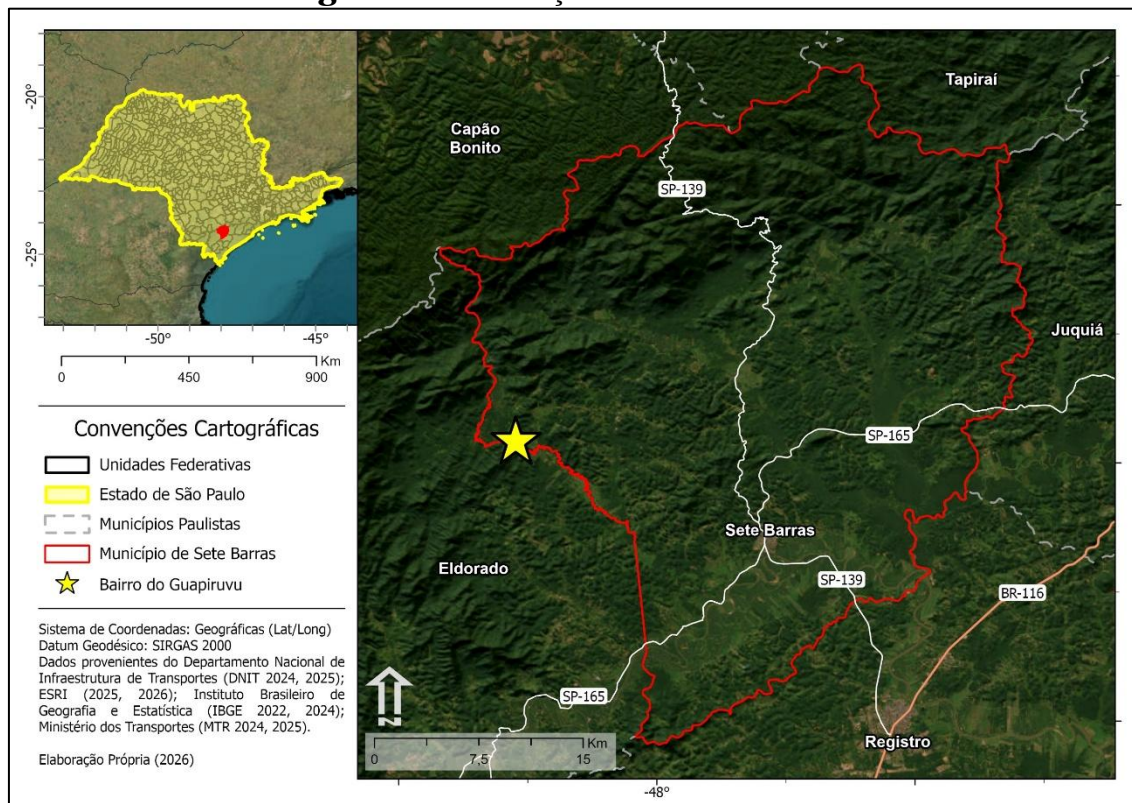 -20°
-25°
-50°
-45°
Km
0
450
900
Convenções Cartográficas
Unidades Federativas
Estado de São Paulo
Municípios Paulistas
Município de Sete Barras
Bairro do Guapiruvu
Sistema de Coordenadas: Geográficas (Lat/Long)
Datum Geodésico: SIRGAS 2000
Dados provenientes do Departamento Nacional de
Infraestrutura de Transportes (DNIT 2024, 2025);
ESRI (2025, 2026); Instituto Brasileiro de
Geografia e Estatística (IBGE 2022, 2024);
Ministério dos Transportes (MTR 2024, 2025).
Elaboração Própria (2026)
Tapiraí
Capão
Bonito
SP-139
Juquiá
SP-165
Sete Barras
Eldorado
SP-139
BR-116
SP-165
Registro
N
Km
0
7,5
15
-48°